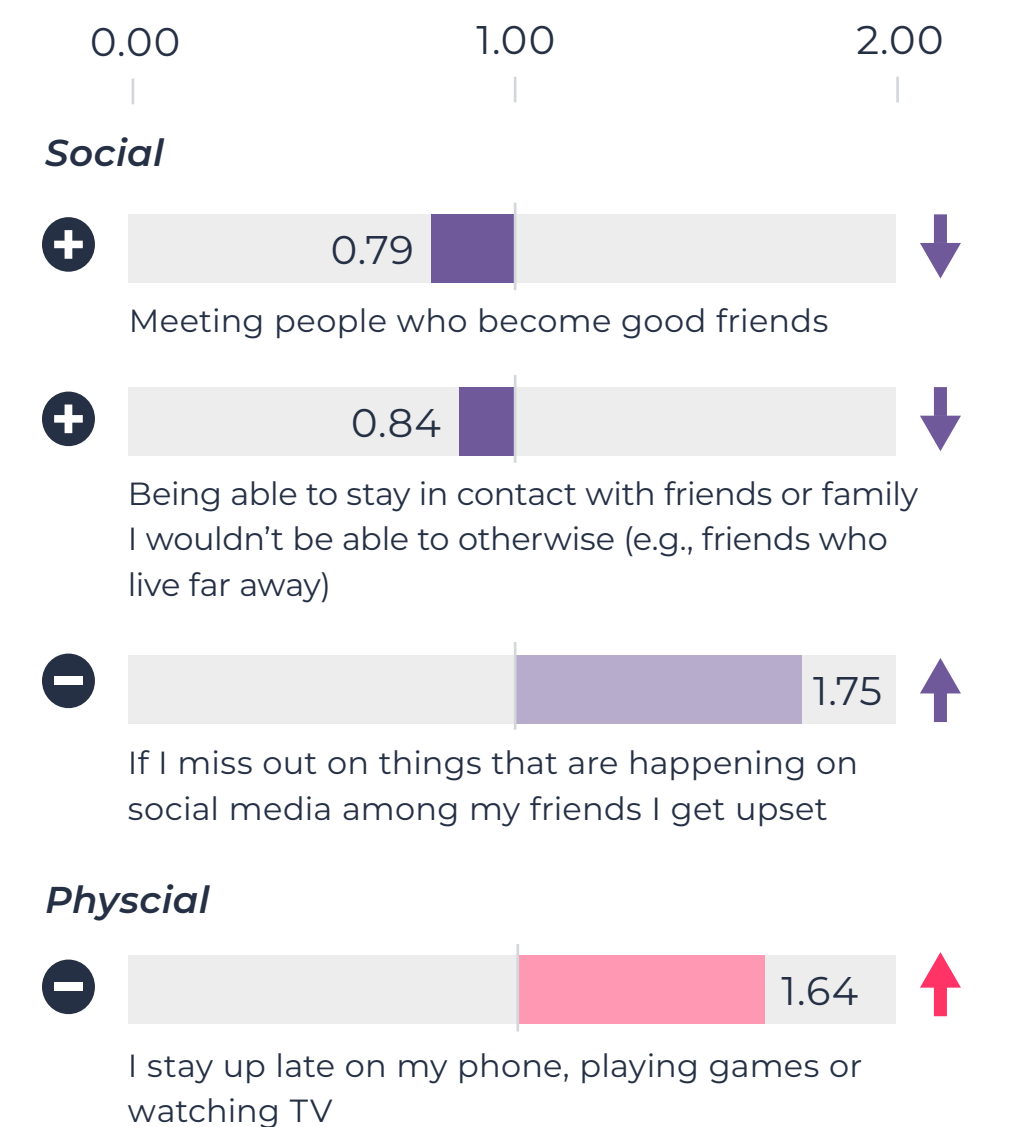 0.00 1.00 2.00
Social
0.79
Meeting people who become good friends
0.84
Being able to stay in contact with friends or family
I wouldn’t be able to otherwise (e.g., friends who
live far away)
1.75
If I miss out on things that are happening on
social media among my friends I get upset
Physcial
1.64
I stay up late on my phone, playing games or
watching TV